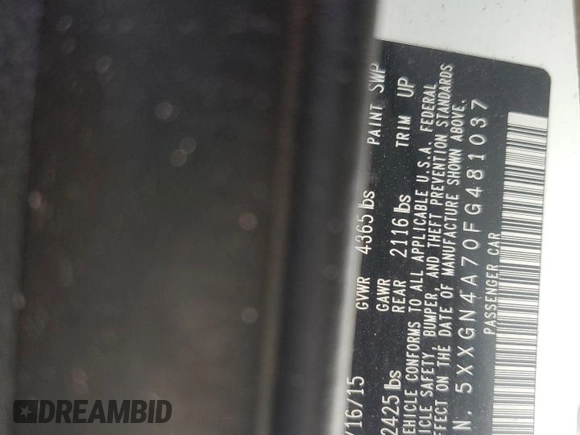 /16/15 GVWR 4365 lbs PAINT SWP
2425 lbs GAWR REAR 2116 lbs TRIM UP
EHICLE CONFORMS TO ALL APPLICABLE U.S.A. FEDERAL
ICLE SAFETY, BUMPER, AND THEFT PREVENTION STANDARDS
FFECT ON THE DATE OF MANUFACTURE SHOWN ABOVE.
N. 5XXGN4A70FG481037
PASSENGER CAR
DREAMBID